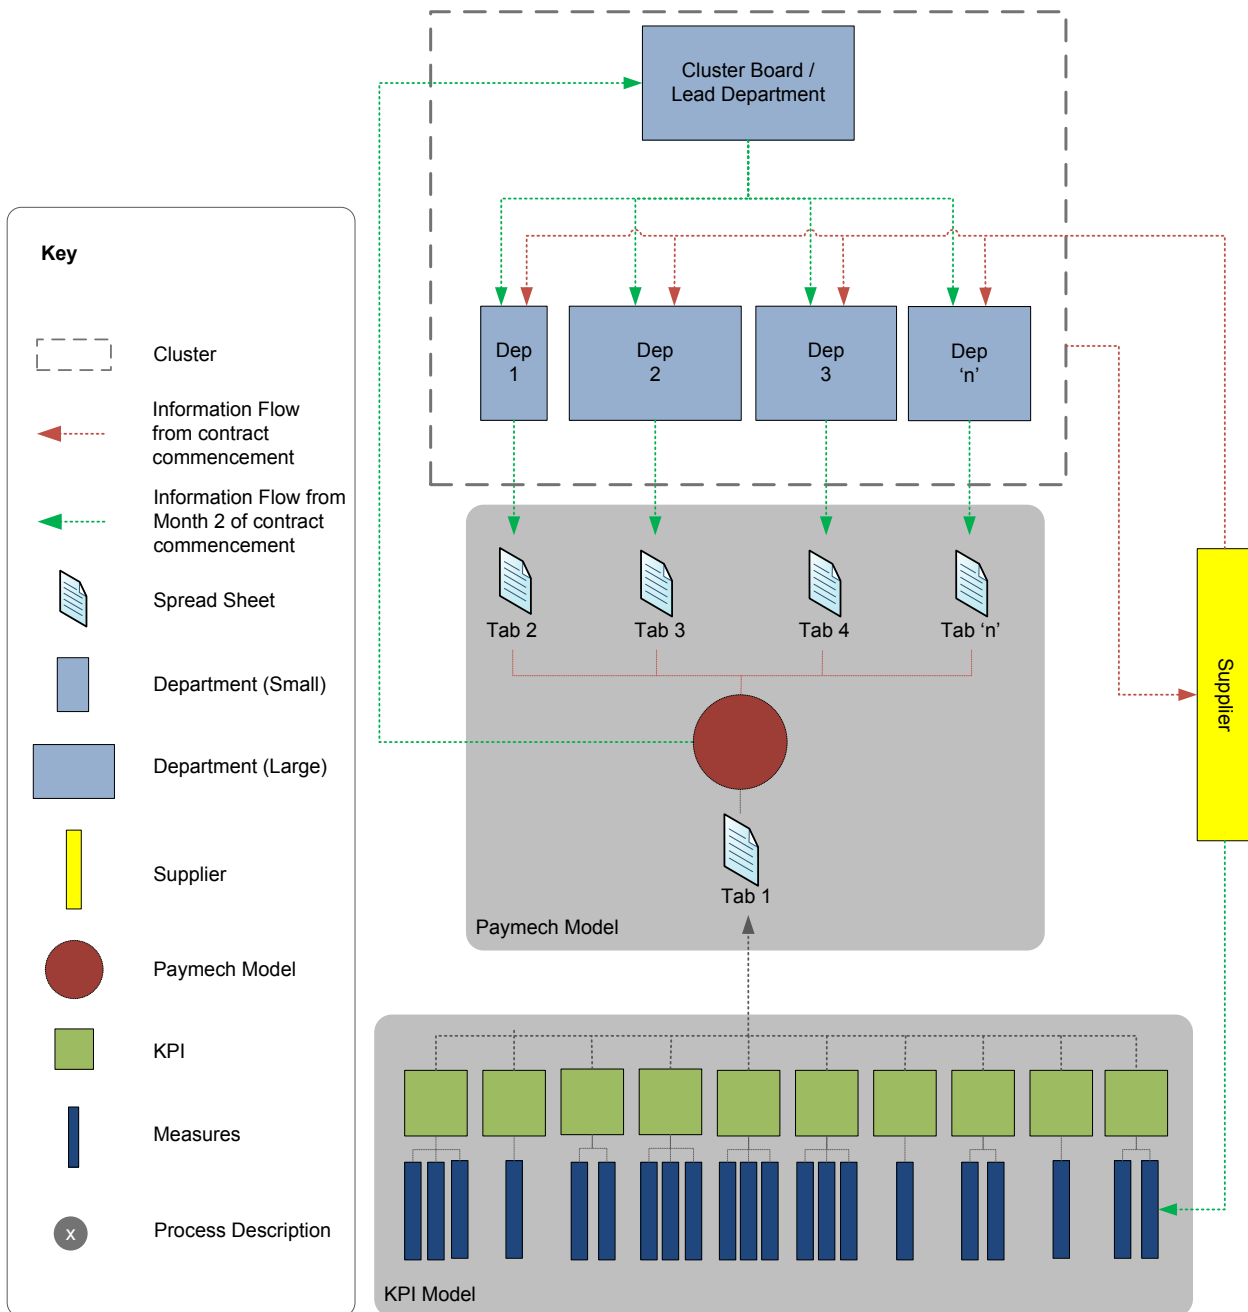 Cluster Board /
Lead Department
Key
Cluster
Information Flow
from contract
commencement
Information Flow from
Month 2 of contract
commencement
Spread Sheet
Department (Small)
Department (Large)
Supplier
Paymech Model
KPI
Measures
x
Process Description
Dep
1
Dep
2
Dep
3
Dep
‘n’
Tab 2
Tab 3
Tab 4
Tab ‘n’
Tab 1
Paymech Model
Supplier
KPI Model